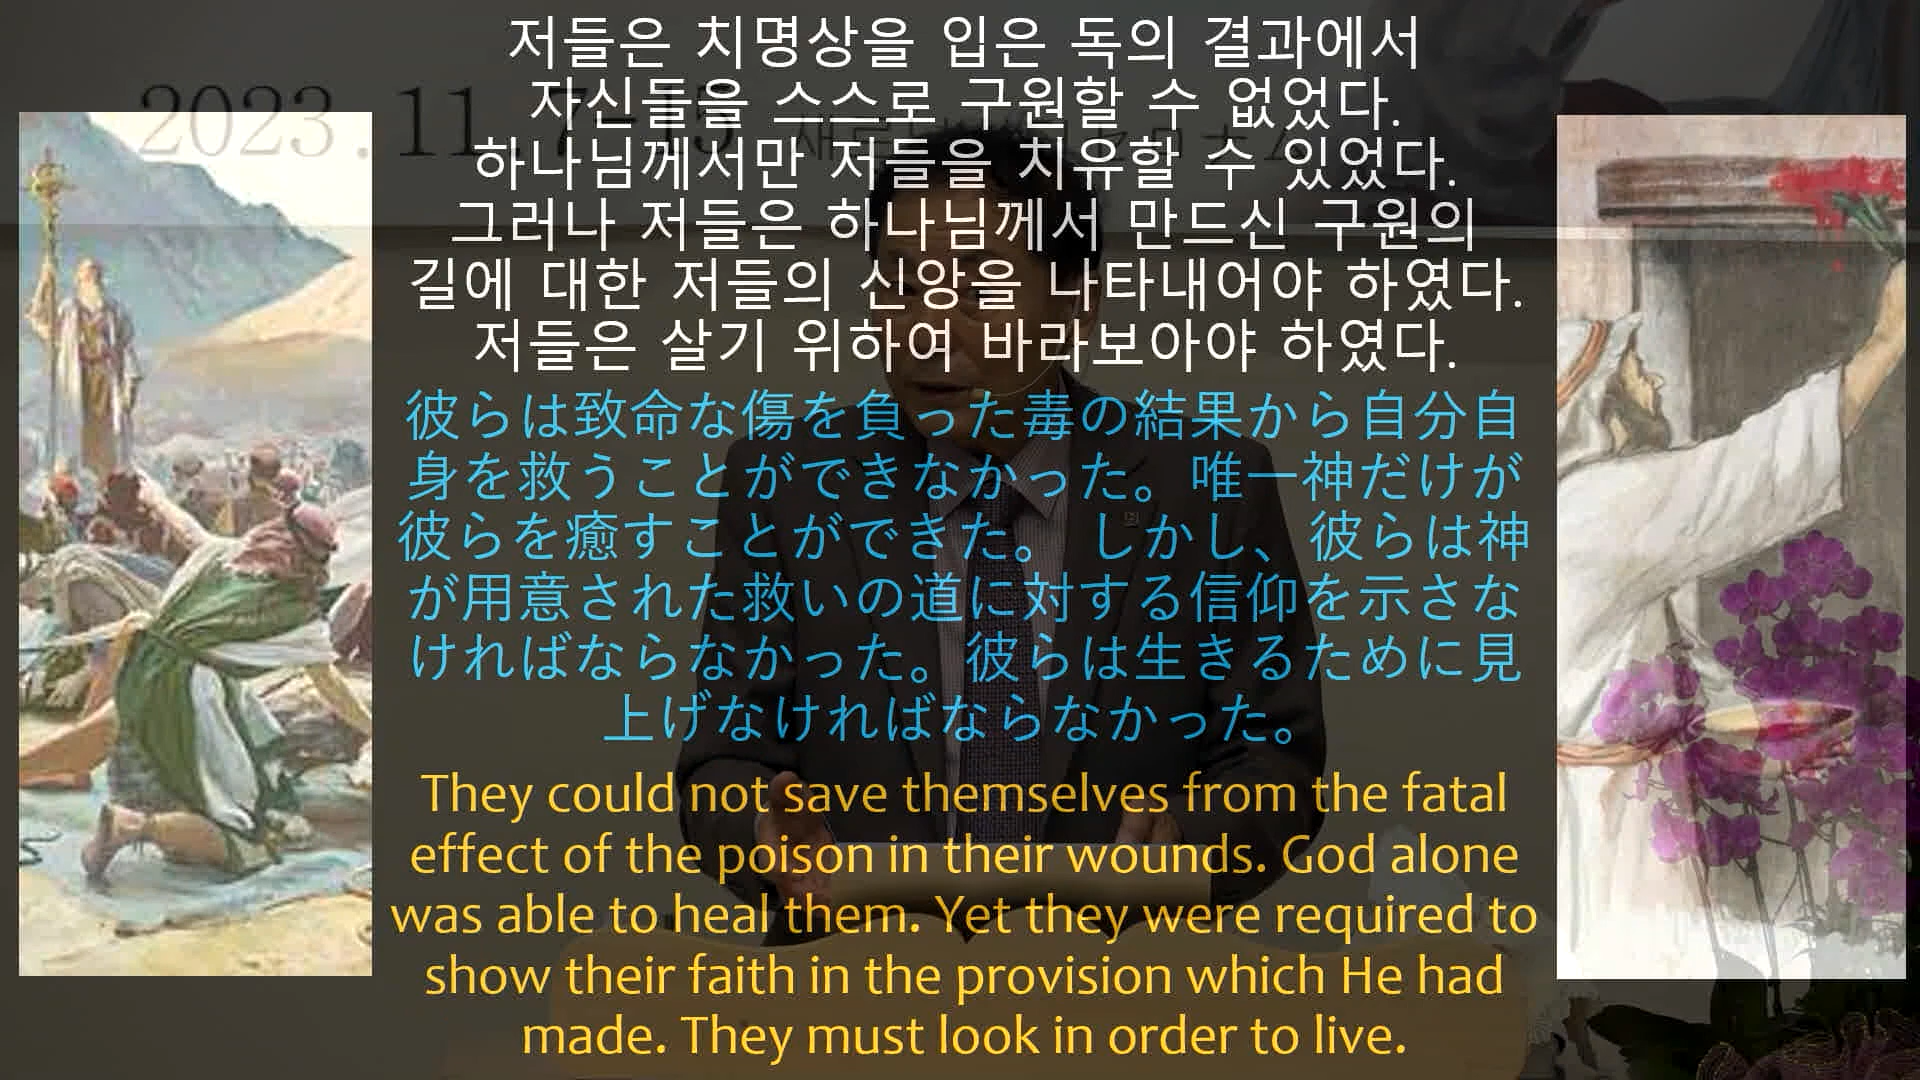 저들은 치명상을 입은 독의 결과에서
자신들을 스스로 구원할 수 없었다.
하나님께서만 저들을 치유할 수 있었다.
그러나 저들은 하나님께서 만드신 구원의
길에 대한 저들의 신앙을 나타내어야 하였다.
저들은 살기 위하여 바라보아야 하였다.
彼らは致命な傷を負った毒の結果から自分自
身を救うことができなかった。唯一神だけが
彼らを癒すことができた。 しかし、彼らは神
が用意された救いの道に対する信仰を示さな
ければならなかった。彼らは生きるために見
上げなければならなかった。
They could not save themselves from the fatal
effect of the poison in their wounds. God alone
was able to heal them. Yet they were required to
show their faith in the provision which He had
made. They must look in order to live.
2023.11.7-15